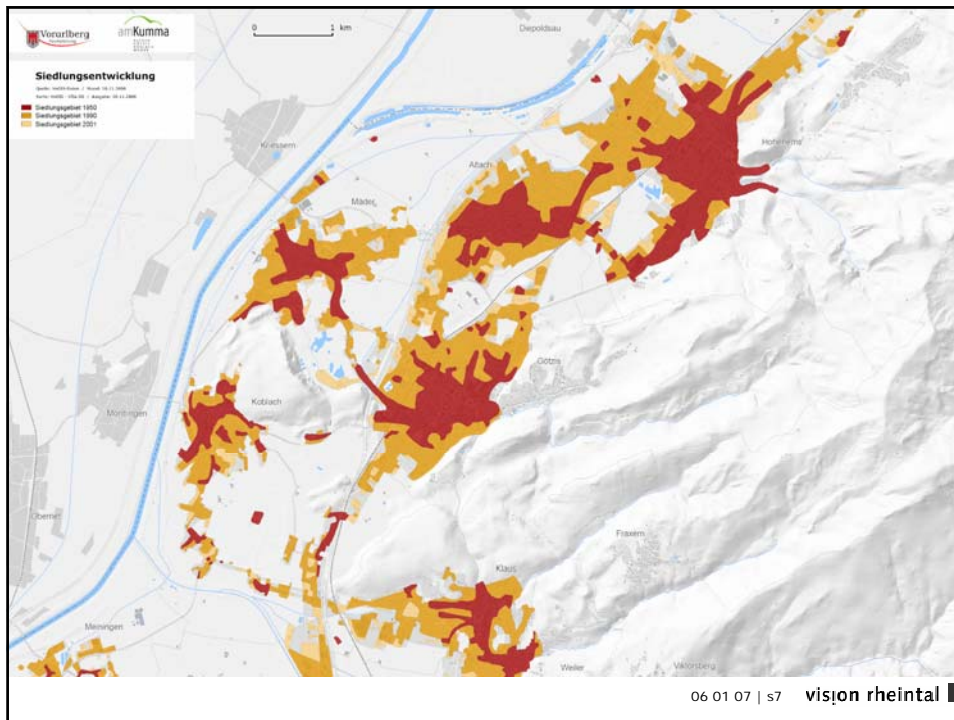 Vorarlberg
amKumma
0 1 km
Siedlungsentwicklung
Siedlungsgebiet 1950
Siedlungsgebiet 1990
Siedlungsgebiet 2001
Diepoldsau
Hohenems
Kriessern
Altach
Mäder
Götzis
Koblach
Montlingen
Oberriet
Fraxern
Klaus
Meiningen
Weiler
Viktorsberg
06 01 07 | s7 vision rheintal